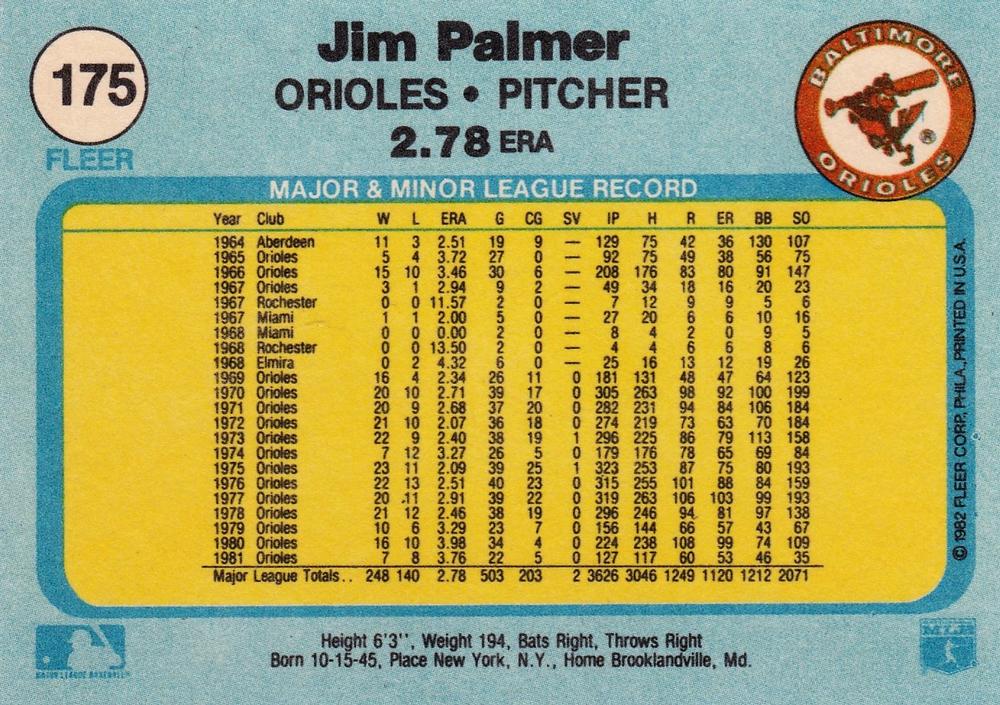 175
FLEER
Jim Palmer
ORIOLES • PITCHER
2.78 ERA
BALTIMORE
ORIOLES
®
MAJOR & MINOR LEAGUE RECORD
Year Club W L ERA G CG SV IP H R ER BB SO
1964 Aberdeen 11 3 2.51 19 9 — 129 75 42 36 130 107
1965 Orioles 5 4 3.72 27 0 — 92 75 49 38 56 75
1966 Orioles 15 10 3.46 30 6 — 208 176 83 80 91 147
1967 Orioles 3 1 2.94 9 2 — 49 34 18 16 20 23
1967 Rochester 0 0 11.57 2 0 — 7 12 9 9 5 6
1967 Miami 1 1 2.00 5 0 — 27 20 6 6 10 16
1968 Miami 0 0 0.00 2 0 — 8 4 2 0 9 5
1968 Rochester 0 0 13.50 2 0 — 4 4 6 6 8 6
1968 Elmira 0 2 4.32 6 0 — 25 16 13 12 19 26
1969 Orioles 16 4 2.34 26 11 0 181 131 48 47 64 123
1970 Orioles 20 10 2.71 39 17 0 305 263 98 92 100 199
1971 Orioles 20 9 2.68 37 20 0 282 231 94 84 106 184
1972 Orioles 21 10 2.07 36 18 0 274 219 73 63 70 184
1973 Orioles 22 9 2.40 38 19 1 296 225 86 79 113 158
1974 Orioles 7 12 3.27 26 5 0 179 176 78 65 69 84
1975 Orioles 23 11 2.09 39 25 1 323 253 87 75 80 193
1976 Orioles 22 13 2.51 40 23 0 315 255 101 88 84 159
1977 Orioles 20 11 2.91 39 22 0 319 263 106 103 99 193
1978 Orioles 21 12 2.46 38 19 0 296 246 94 81 97 138
1979 Orioles 10 6 3.29 23 7 0 156 144 66 57 43 67
1980 Orioles 16 10 3.98 34 4 0 224 238 108 99 74 109
1981 Orioles 7 8 3.76 22 5 0 127 117 60 53 46 35
Major League Totals.. 248 140 2.78 503 203 2 3626 3046 1249 1120 1212 2071
© 1982 FLEER CORP., PHILA., PRINTED IN U.S.A.
Height 6'3'', Weight 194, Bats Right, Throws Right
Born 10-15-45, Place New York, N.Y., Home Brooklandville, Md.
MAJOR LEAGUE BASEBALL